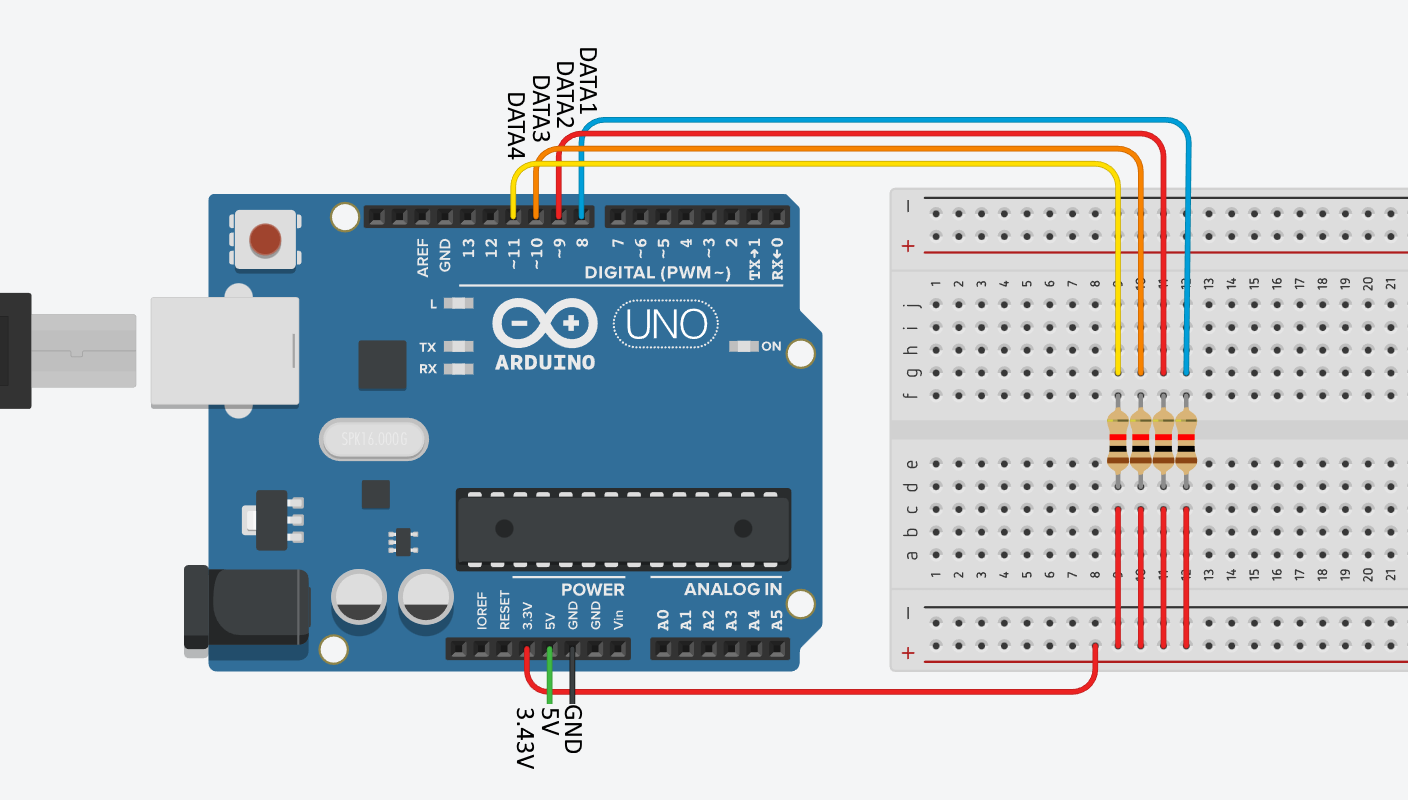 DATA1
DATA2
DATA3
DATA4
AREF
GND
13
12
~11
~10
~9
8
7
~6
~5
4
~3
2
TX→1
RX←0
DIGITAL (PWM~)
L
TX
RX
ARDUINO
UNO
ON
SPK16.000G
POWER
ANALOG IN
IOREF
RESET
3.3V
5V
GND
GND
Vin
A0
A1
A2
A3
A4
A5
3.43V
5V
GND
−
+
1 2 3 4 5 6 7 8 9 10 11 12 13 14 15 16 17 18 19 20 21
j
i
h
g
f
e
d
c
b
a
1 2 3 4 5 6 7 8 9 10 11 12 13 14 15 16 17 18 19 20 21
−
+